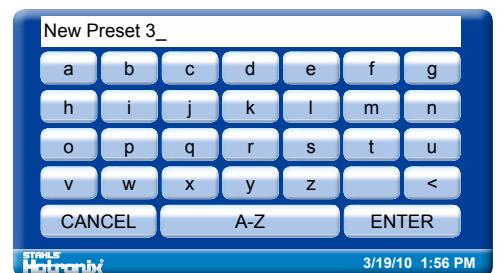 New Preset 3_
a b c d e f g
h i j k l m n
o p q r s t u
v w x y z <
CANCEL A-Z ENTER
STAHLS'
Hotronix
3/19/10 1:56 PM